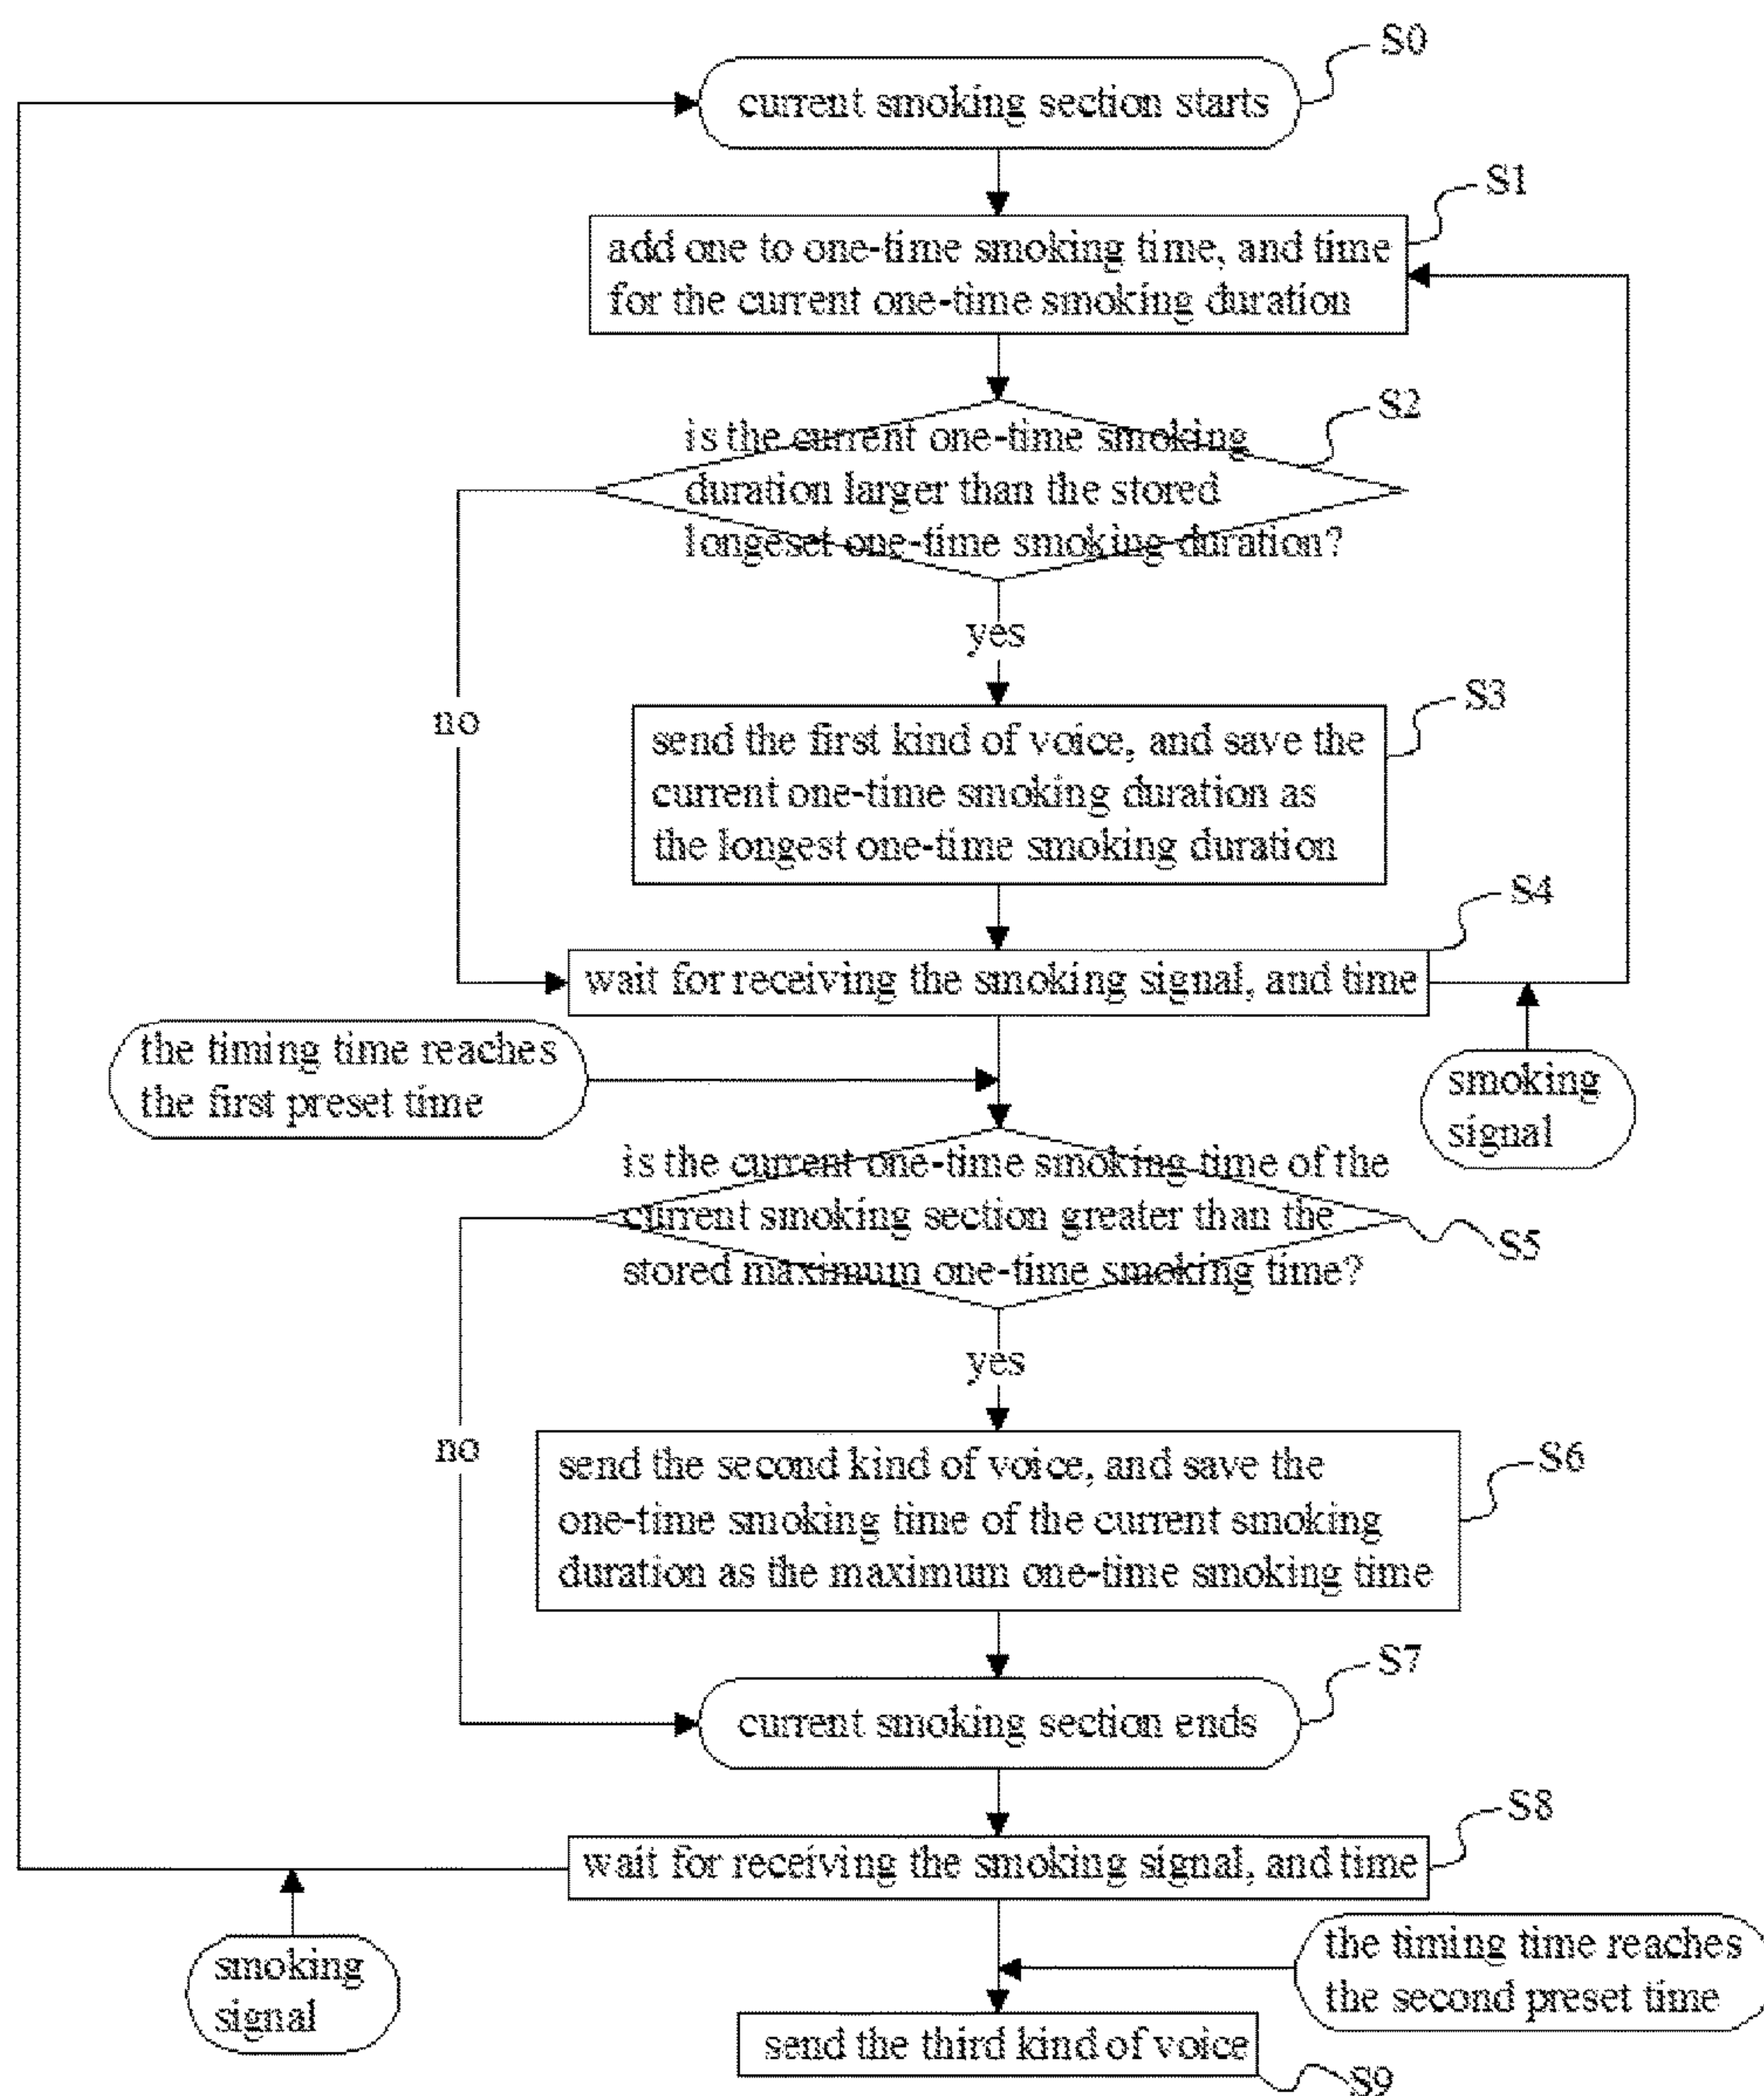 S0
current smoking section starts
S1
add one to one-time smoking time, and time
for the current one-time smoking duration
S2
is the current one-time smoking
duration larger than the stored
longeset one-time smoking duration?
yes
no
S3
send the first kind of voice, and save the
current one-time smoking duration as
the longest one-time smoking duration
S4
wait for receiving the smoking signal, and time
the timing time reaches
the first preset time
smoking
signal
is the current one-time smoking time of the
current smoking section greater than the
stored maximum one-time smoking time?
S5
yes
no
S6
send the second kind of voice, and save the
one-time smoking time of the current smoking
duration as the maximum one-time smoking time
S7
current smoking section ends
S8
wait for receiving the smoking signal, and time
smoking
signal
the timing time reaches
the second preset time
send the third kind of voice
S9